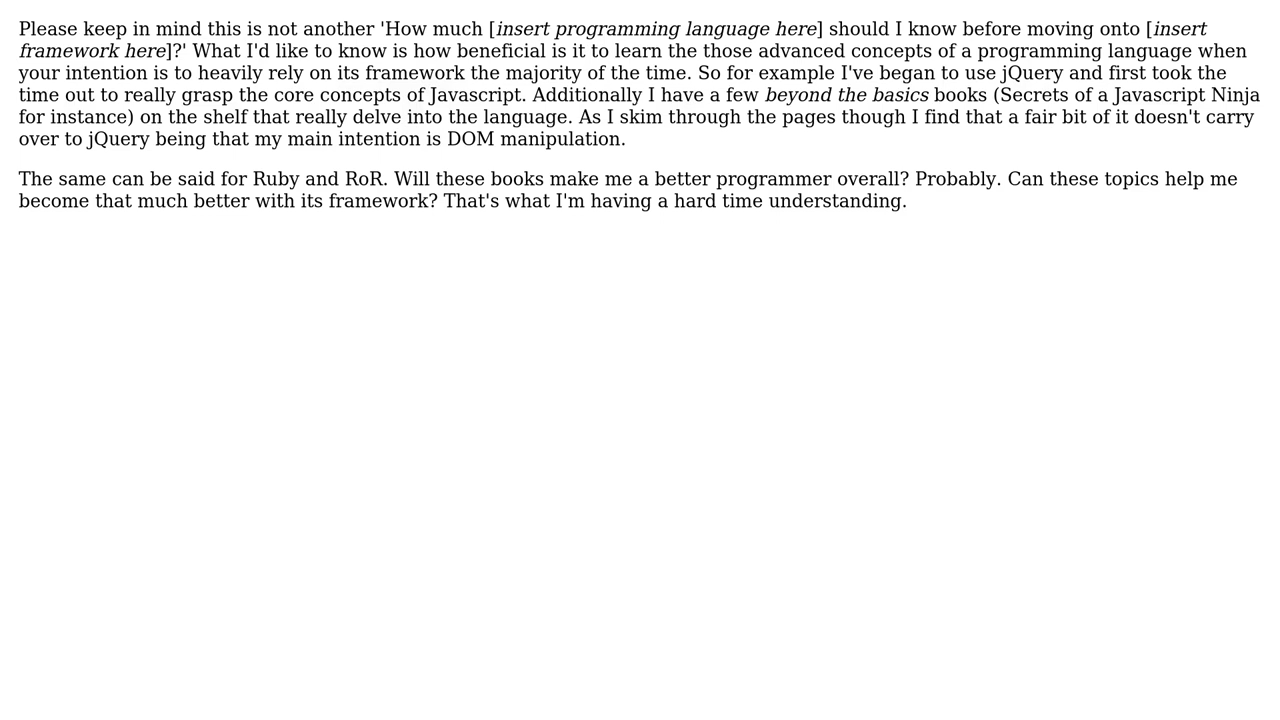 Please keep in mind this is not another 'How much [insert programming language here] should I know before moving onto [insert
framework here]?' What I'd like to know is how beneficial is it to learn the those advanced concepts of a programming language when
your intention is to heavily rely on its framework the majority of the time. So for example I've began to use jQuery and first took the
time out to really grasp the core concepts of Javascript. Additionally I have a few beyond the basics books (Secrets of a Javascript Ninja
for instance) on the shelf that really delve into the language. As I skim through the pages though I find that a fair bit of it doesn't carry
over to jQuery being that my main intention is DOM manipulation.
The same can be said for Ruby and RoR. Will these books make me a better programmer overall? Probably. Can these topics help me
become that much better with its framework? That's what I'm having a hard time understanding.